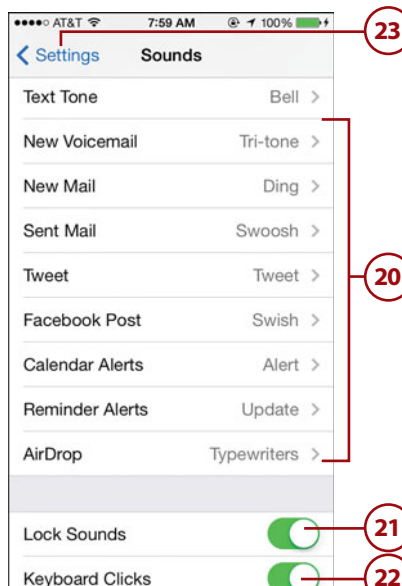 AT&T 7:59 AM 100%
23
Settings Sounds
Text Tone Bell
New Voicemail Tri-tone
New Mail Ding
Sent Mail Swoosh
Tweet Tweet
20
Facebook Post Swish
Calendar Alerts Alert
Reminder Alerts Update
AirDrop Typewriters
Lock Sounds
21
Keyboard Clicks
22